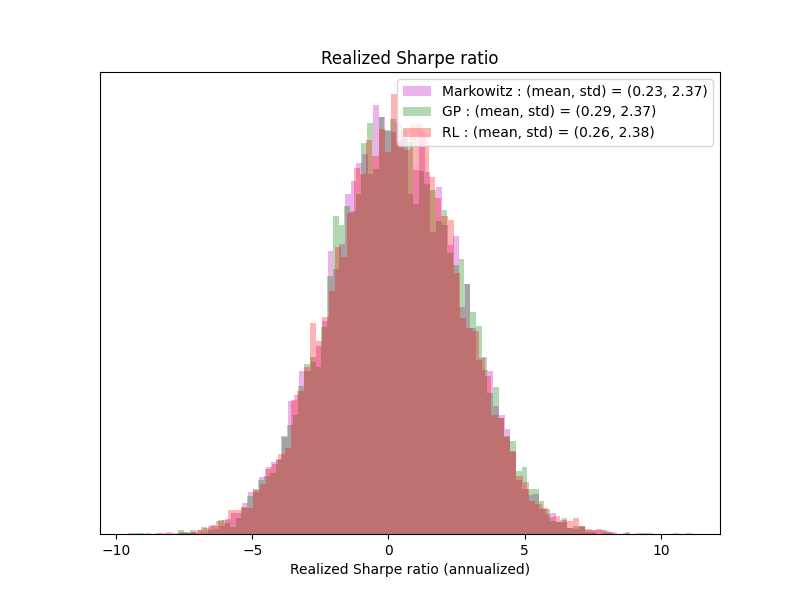 Realized Sharpe ratio
Markowitz : (mean, std) = (0.23, 2.37)
GP : (mean, std) = (0.29, 2.37)
RL : (mean, std) = (0.26, 2.38)
−10
−5
0
5
10
Realized Sharpe ratio (annualized)